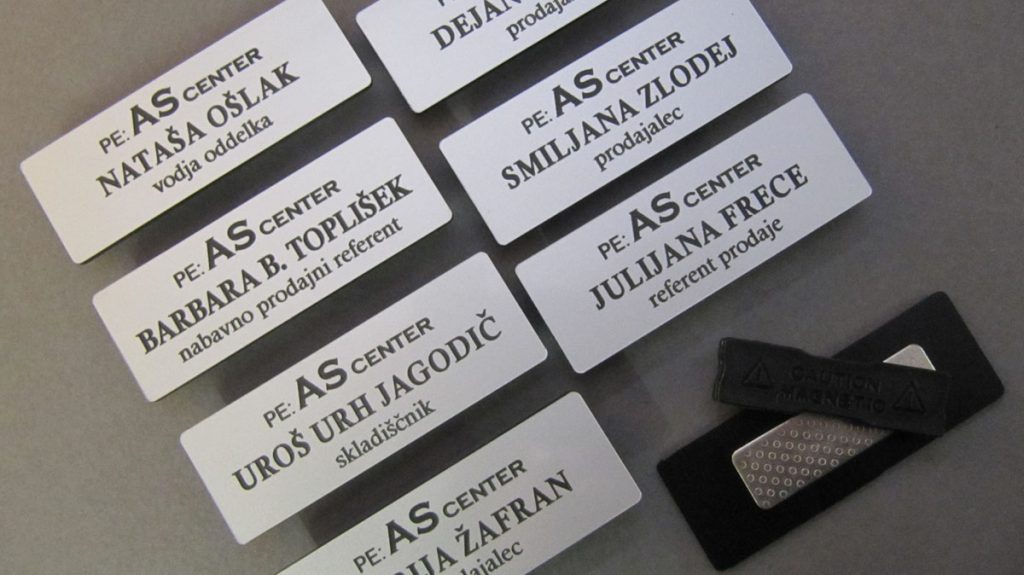 PE: AS CENTER
NATAŠA OŠLAK
vodja oddelka
PE: AS CENTER
BARBARA B. TOPLIŠEK
nabavno prodajni referent
PE: AS CENTER
UROŠ URH JAGODIČ
skladiščnik
PE: AS CENTER
ŽAFRAN
PE:
DEJAN
PE: AS CENTER
SMILJANA ZLODEJ
prodajalec
PE: AS CENTER
JULIJANA FRECE
referent prodaje
CAUTION
MAGNETIC